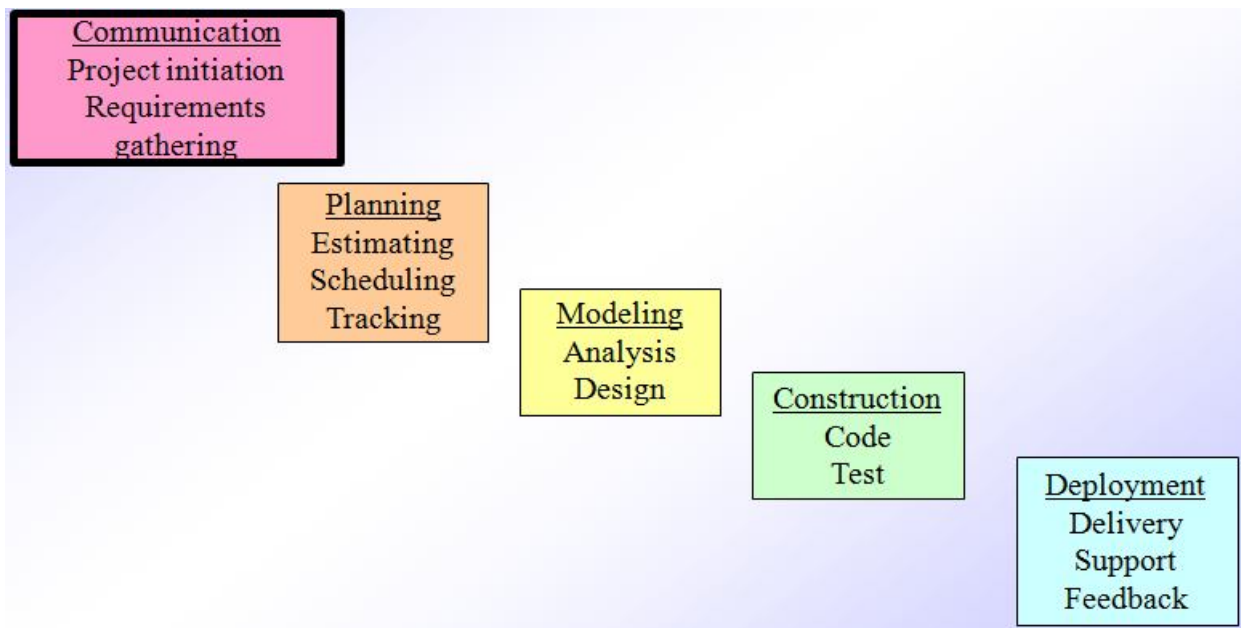 Communication
Project initiation
Requirements
gathering
Planning
Estimating
Scheduling
Tracking
Modeling
Analysis
Design
Construction
Code
Test
Deployment
Delivery
Support
Feedback